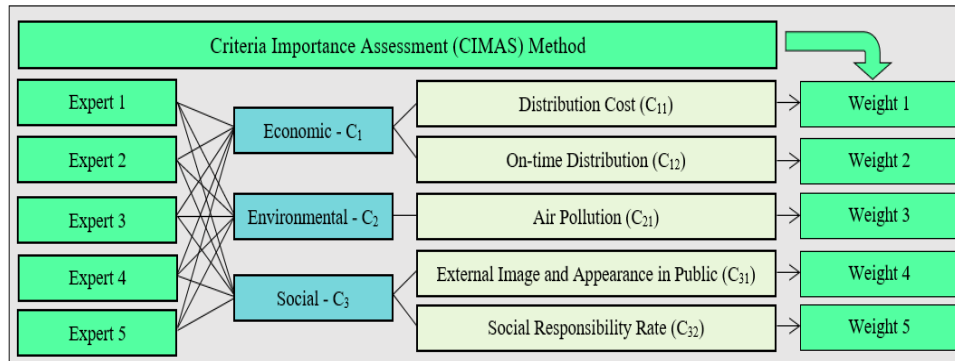 Criteria Importance Assessment (CIMAS) Method
Expert 1
Expert 2
Expert 3
Expert 4
Expert 5
Economic - C₁
Environmental - C₂
Social - C₃
Distribution Cost (C₁₁)
On-time Distribution (C₁₂)
Air Pollution (C₂₁)
External Image and Appearance in Public (C₃₁)
Social Responsibility Rate (C₃₂)
Weight 1
Weight 2
Weight 3
Weight 4
Weight 5